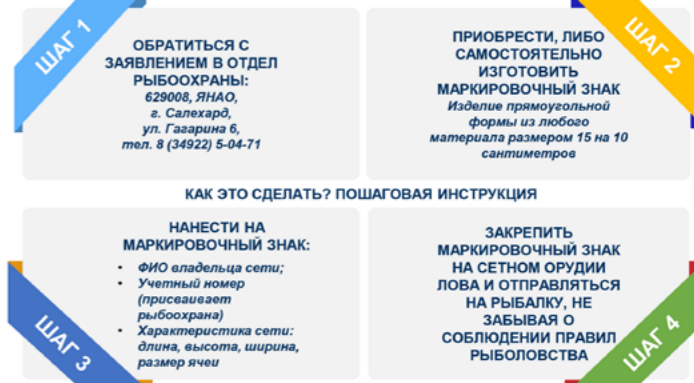 ШАГ 1
ОБРАТИТЬСЯ С
ЗАЯВЛЕНИЕМ В ОТДЕЛ
РЫБООХРАНЫ:
629008, ЯНАО,
г. Салехард,
ул. Гагарина 6,
тел. 8 (34922) 5-04-71
ШАГ 2
ПРИОБРЕСТИ, ЛИБО
САМОСТОЯТЕЛЬНО
ИЗГОТОВИТЬ
МАРКИРОВОЧНЫЙ ЗНАК
Изделие прямоугольной
формы из любого
материала размером 15 на 10
сантиметров
КАК ЭТО СДЕЛАТЬ? ПОШАГОВАЯ ИНСТРУКЦИЯ
ШАГ 3
НАНЕСТИ НА
МАРКИРОВОЧНЫЙ ЗНАК:
• ФИО владельца сети;
• Учетный номер
(присваивает
рыбоохрана)
• Характеристика сети:
длина, высота, ширина,
размер ячеи
ШАГ 4
ЗАКРЕПИТЬ
МАРКИРОВОЧНЫЙ ЗНАК
НА СЕТНОМ ОРУДИИ
ЛОВА И ОТПРАВЛЯТЬСЯ
НА РЫБАЛКУ, НЕ
ЗАБЫВАЯ О
СОБЛЮДЕНИИ ПРАВИЛ
РЫБОЛОВСТВА